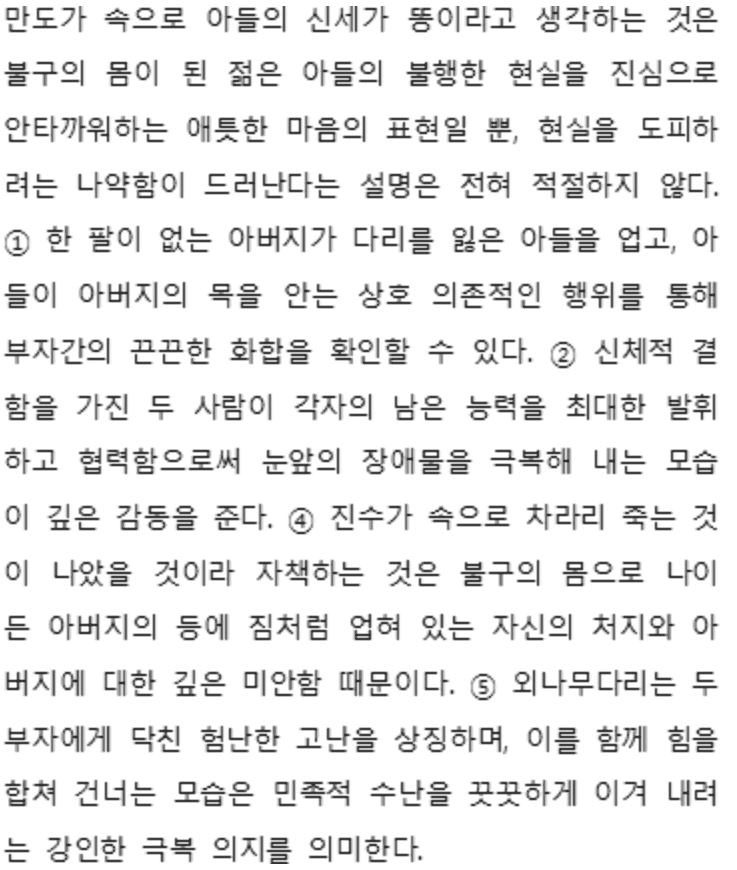 만도가 속으로 아들의 신세가 똥이라고 생각하는 것은
불구의 몸이 된 젊은 아들의 불행한 현실을 진심으로
안타까워하는 애틋한 마음의 표현일 뿐, 현실을 도피하
려는 나약함이 드러난다는 설명은 전혀 적절하지 않다.
① 한 팔이 없는 아버지가 다리를 잃은 아들을 업고, 아
들이 아버지의 목을 안는 상호 의존적인 행위를 통해
부자간의 끈끈한 화합을 확인할 수 있다. ② 신체적 결
함을 가진 두 사람이 각자의 남은 능력을 최대한 발휘
하고 협력함으로써 눈앞의 장애물을 극복해 내는 모습
이 깊은 감동을 준다. ④ 진수가 속으로 차라리 죽는 것
이 나았을 것이라 자책하는 것은 불구의 몸으로 나이
든 아버지의 등에 짐처럼 업혀 있는 자신의 처지와 아
버지에 대한 깊은 미안함 때문이다. ⑤ 외나무다리는 두
부자에게 닥친 험난한 고난을 상징하며, 이를 함께 힘을
합쳐 건너는 모습은 민족적 수난을 꿋꿋하게 이겨 내려
는 강인한 극복 의지를 의미한다.